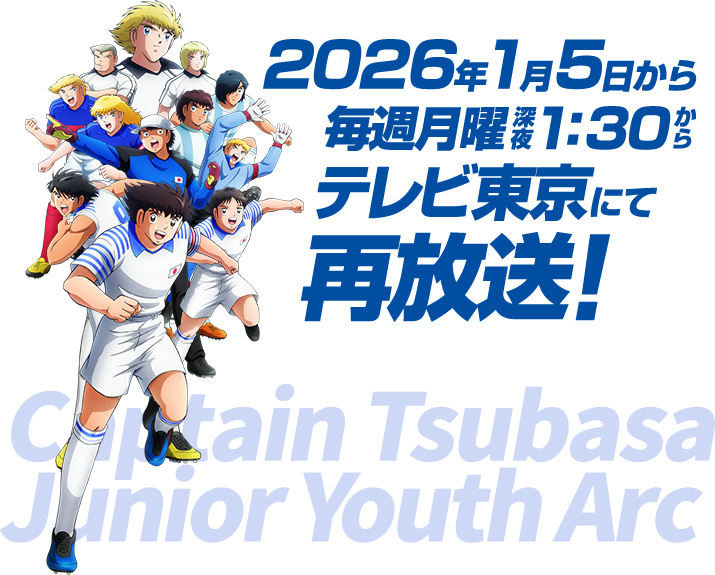 2026年1月5日から
毎週月曜深夜1:30から
テレビ東京にて
再放送!
Captain Tsubasa
Junior Youth Arc